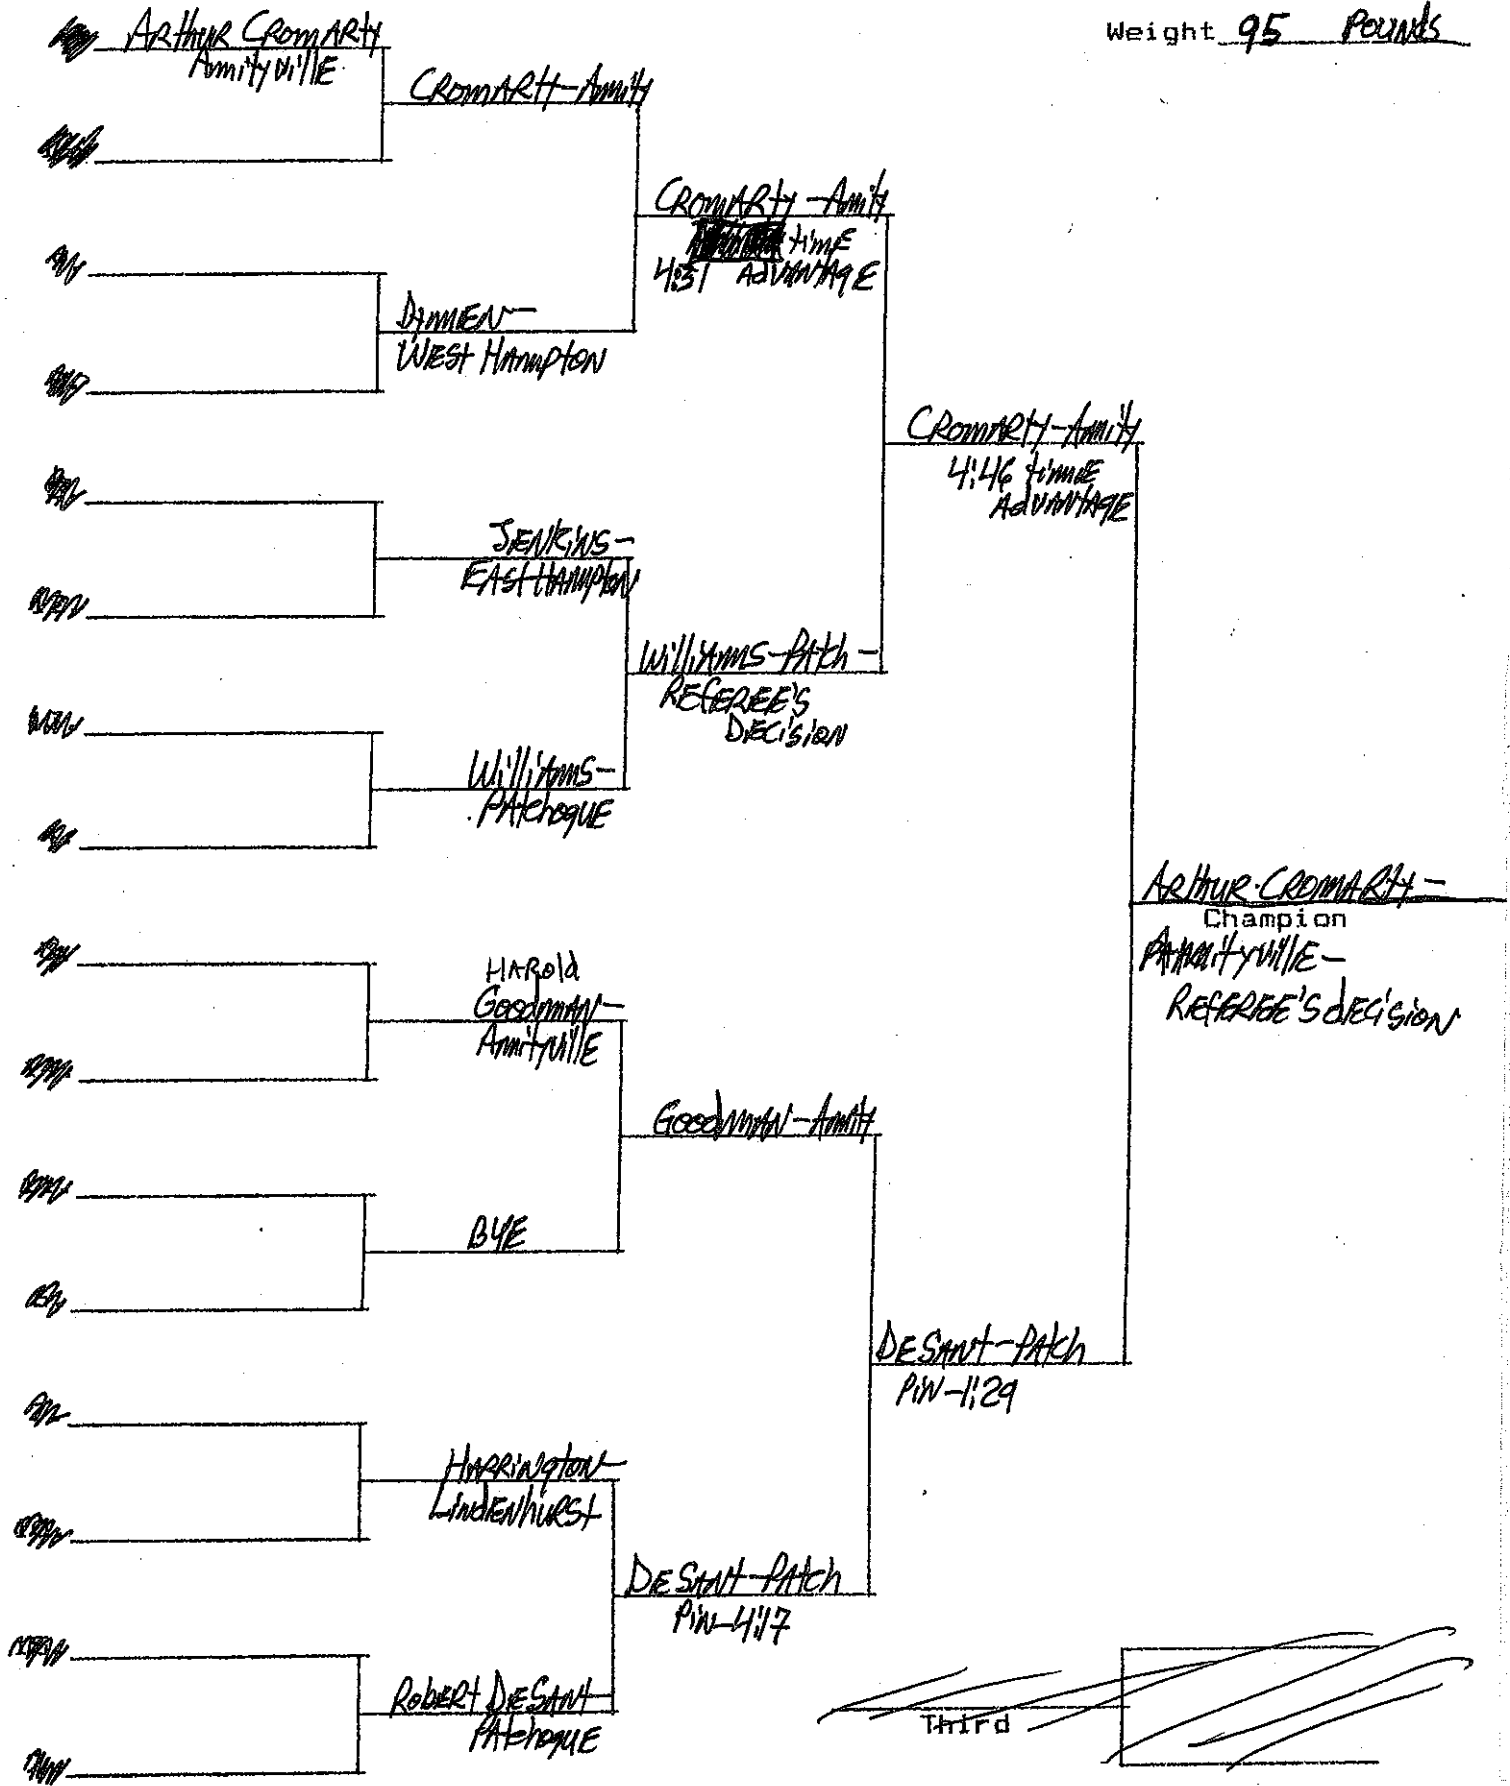 Weight 95 Pounds
Arthur Cromarty
Amityville
Cromarty-Amity
Cromarty-Amity
time
4:31 Advantage
Dimmen-
West Hampton
Cromarty-Amity
4:46 time
Advantage
Jenkins-
East Hampton
Williams-Patch-
Referee's
Decision
Williams-
Patchogue
Arthur Cromarty-
Champion
Amityville-
Referee's decision
Harold
Goodman-
Amityville
Goodman-Amity
Bye
DeSant-Patch
Pin-1:29
Harrington-
Lindenhurst
DeSant-Patch
Pin-4:17
Robert DeSant-
Patchogue
Third